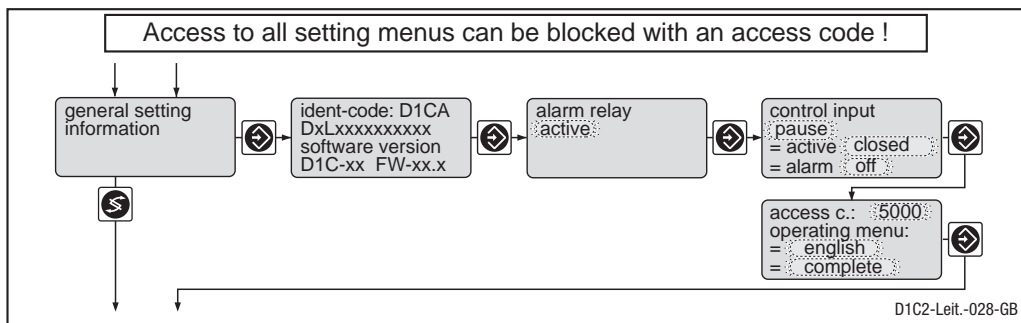 Access to all setting menus can be blocked with an access code !
general setting
information
ident-code: D1CA
DxLxxxxxxxxxx
software version
D1C-xx FW-xx.x
alarm relay
active
control input
pause
= active closed
= alarm off
access c.: 5000
operating menu:
= english
= complete
D1C2-Leit.-028-GB